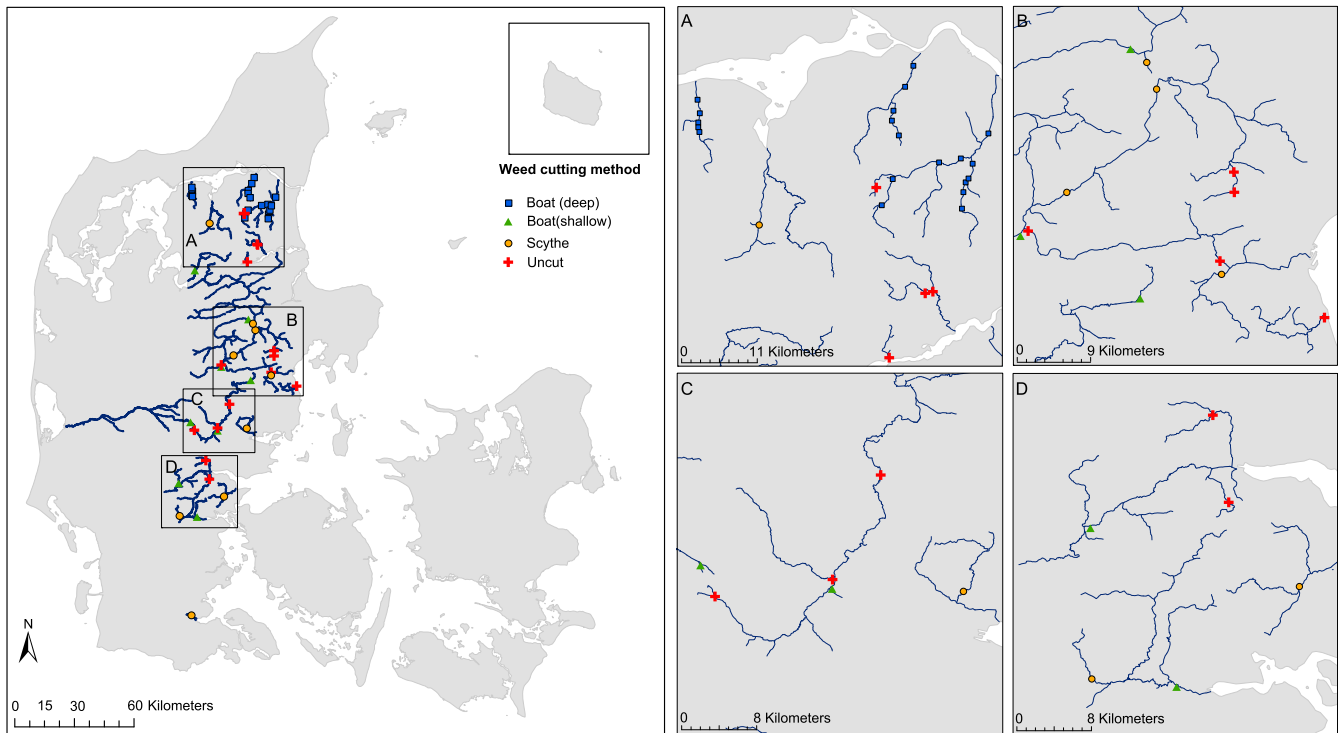 Weed cutting method
Boat (deep)
Boat(shallow)
Scythe
Uncut
A
B
C
D
N
0 15 30 60 Kilometers
A
0 11 Kilometers
B
0 9 Kilometers
C
0 8 Kilometers
D
0 8 Kilometers